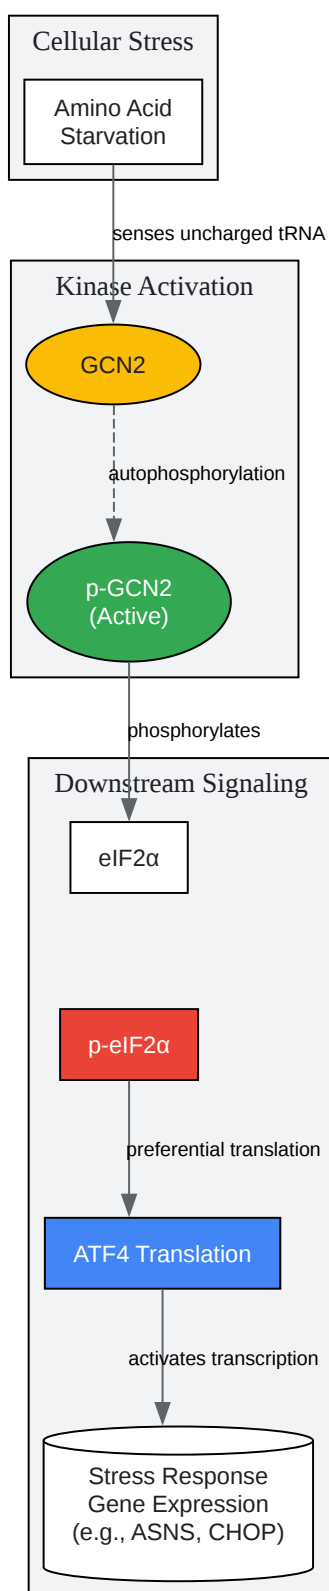 Cellular Stress
Amino Acid
Starvation
senses uncharged tRNA
Kinase Activation
GCN2
autophosphorylation
p-GCN2
(Active)
phosphorylates
Downstream Signaling
eIF2α
p-eIF2α
preferential translation
ATF4 Translation
activates transcription
Stress Response
Gene Expression
(e.g., ASNS, CHOP)